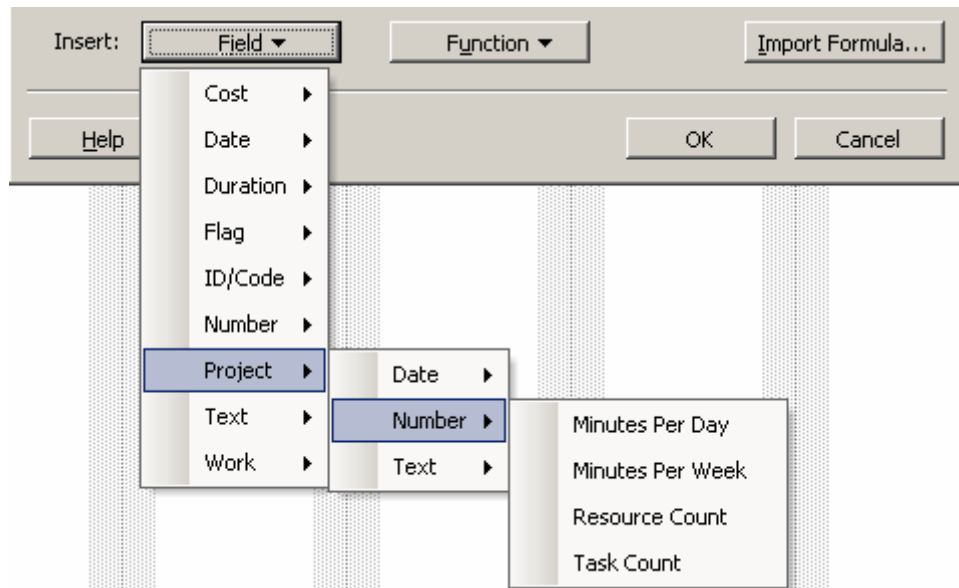 Insert: Field Function Import Formula...
Cost
Help Date OK Cancel
Duration
Flag
ID/Code
Number
Project Date
Text Number Minutes Per Day
Work Text Minutes Per Week
Resource Count
Task Count